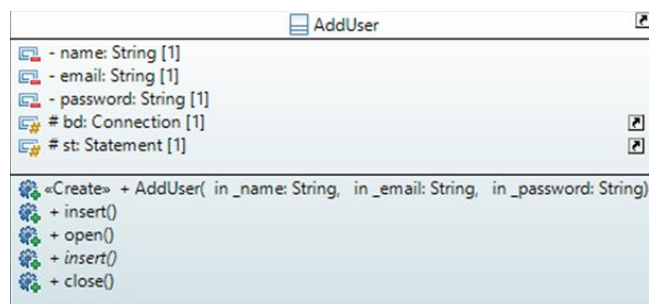 AddUser
- name: String [1]
- email: String [1]
- password: String [1]
# bd: Connection [1]
# st: Statement [1]
«Create» + AddUser( in _name: String, in _email: String, in _password: String)
+ insert()
+ open()
+ insert()
+ close()